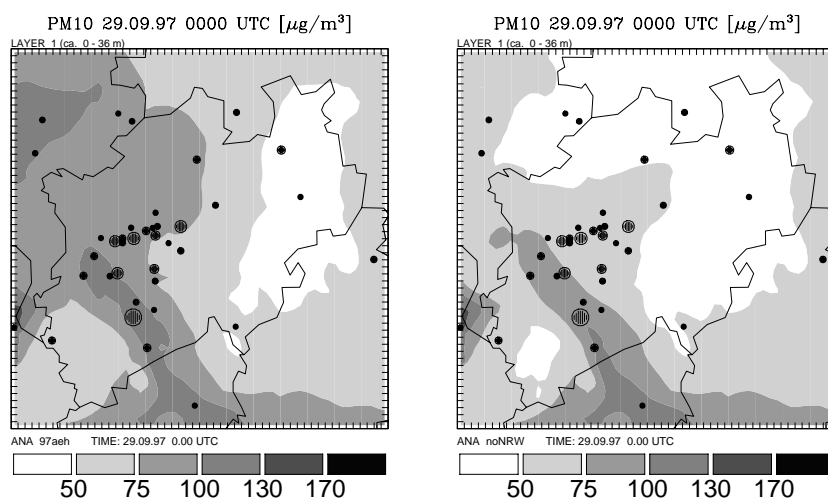 PM10 29.09.97 0000 UTC [μg/m³]
LAYER 1 (ca. 0 - 36 m)
ANA 97aeh TIME: 29.09.97 0.00 UTC
50 75 100 130 170
PM10 29.09.97 0000 UTC [μg/m³]
LAYER 1 (ca. 0 - 36 m)
ANA noNRW TIME: 29.09.97 0.00 UTC
50 75 100 130 170